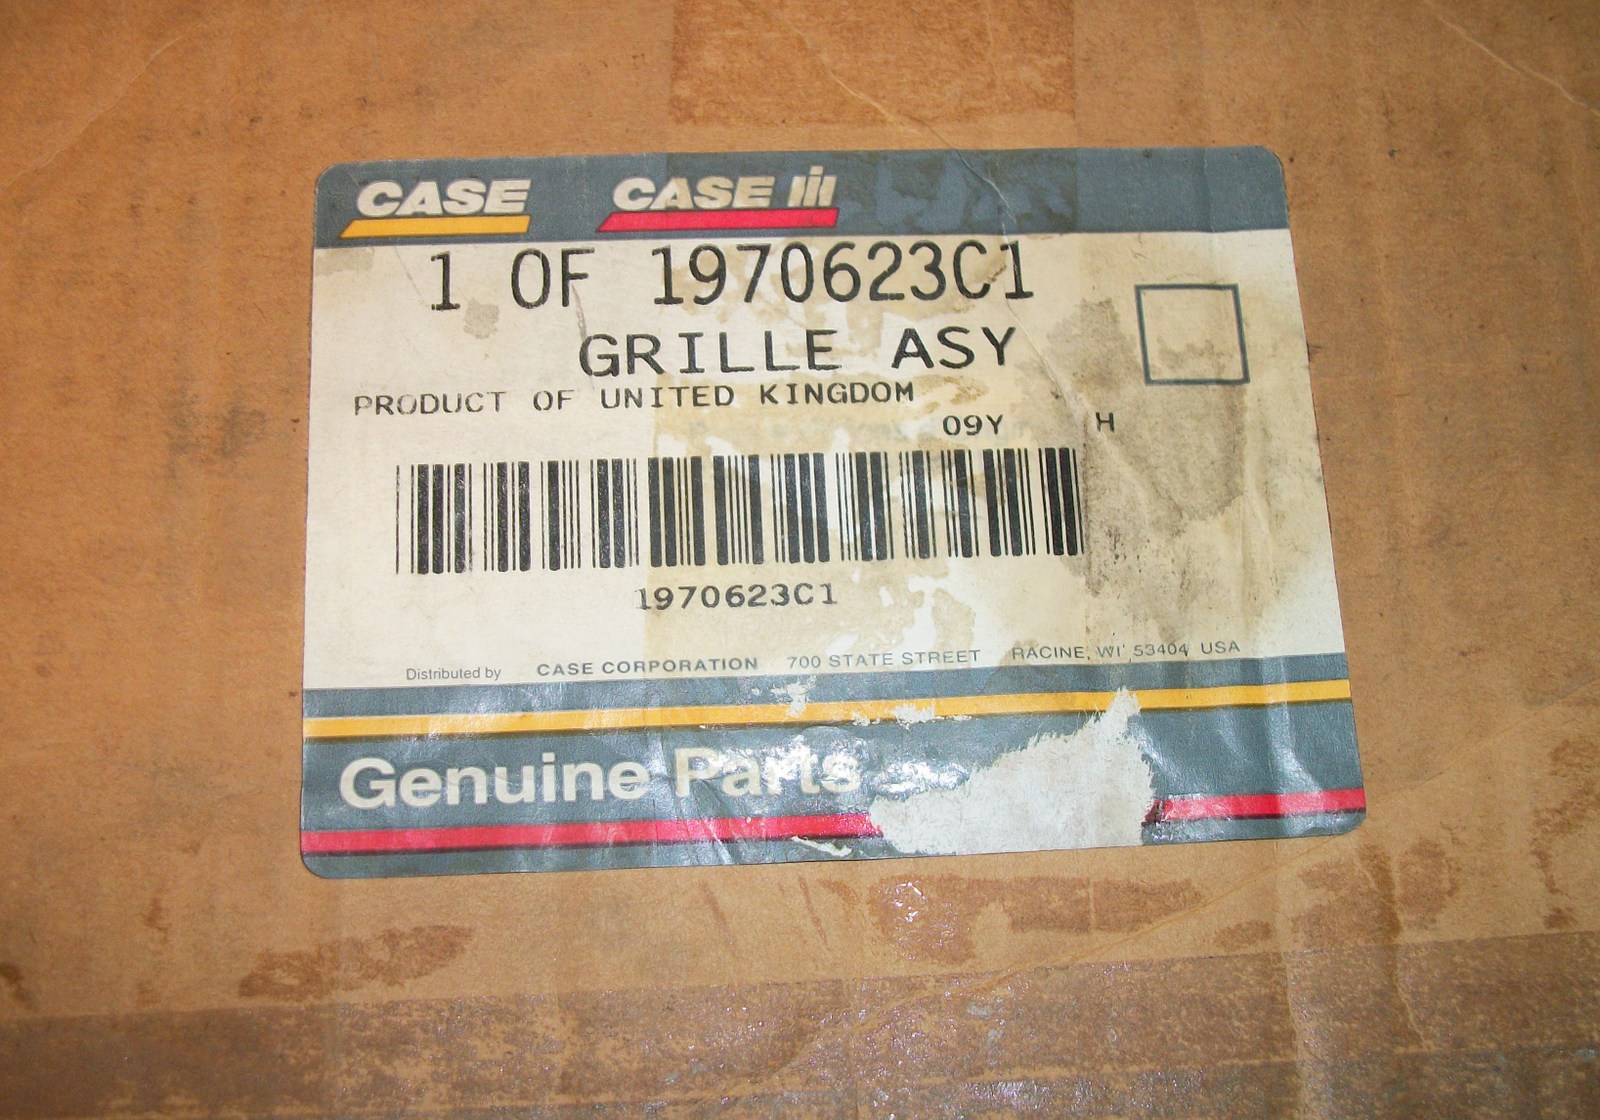 CASE CASE IH
1 OF 1970623C1
GRILLE ASY
PRODUCT OF UNITED KINGDOM
09Y H
1970623C1
Distributed by CASE CORPORATION 700 STATE STREET RACINE, WI 53404 USA
Genuine Parts